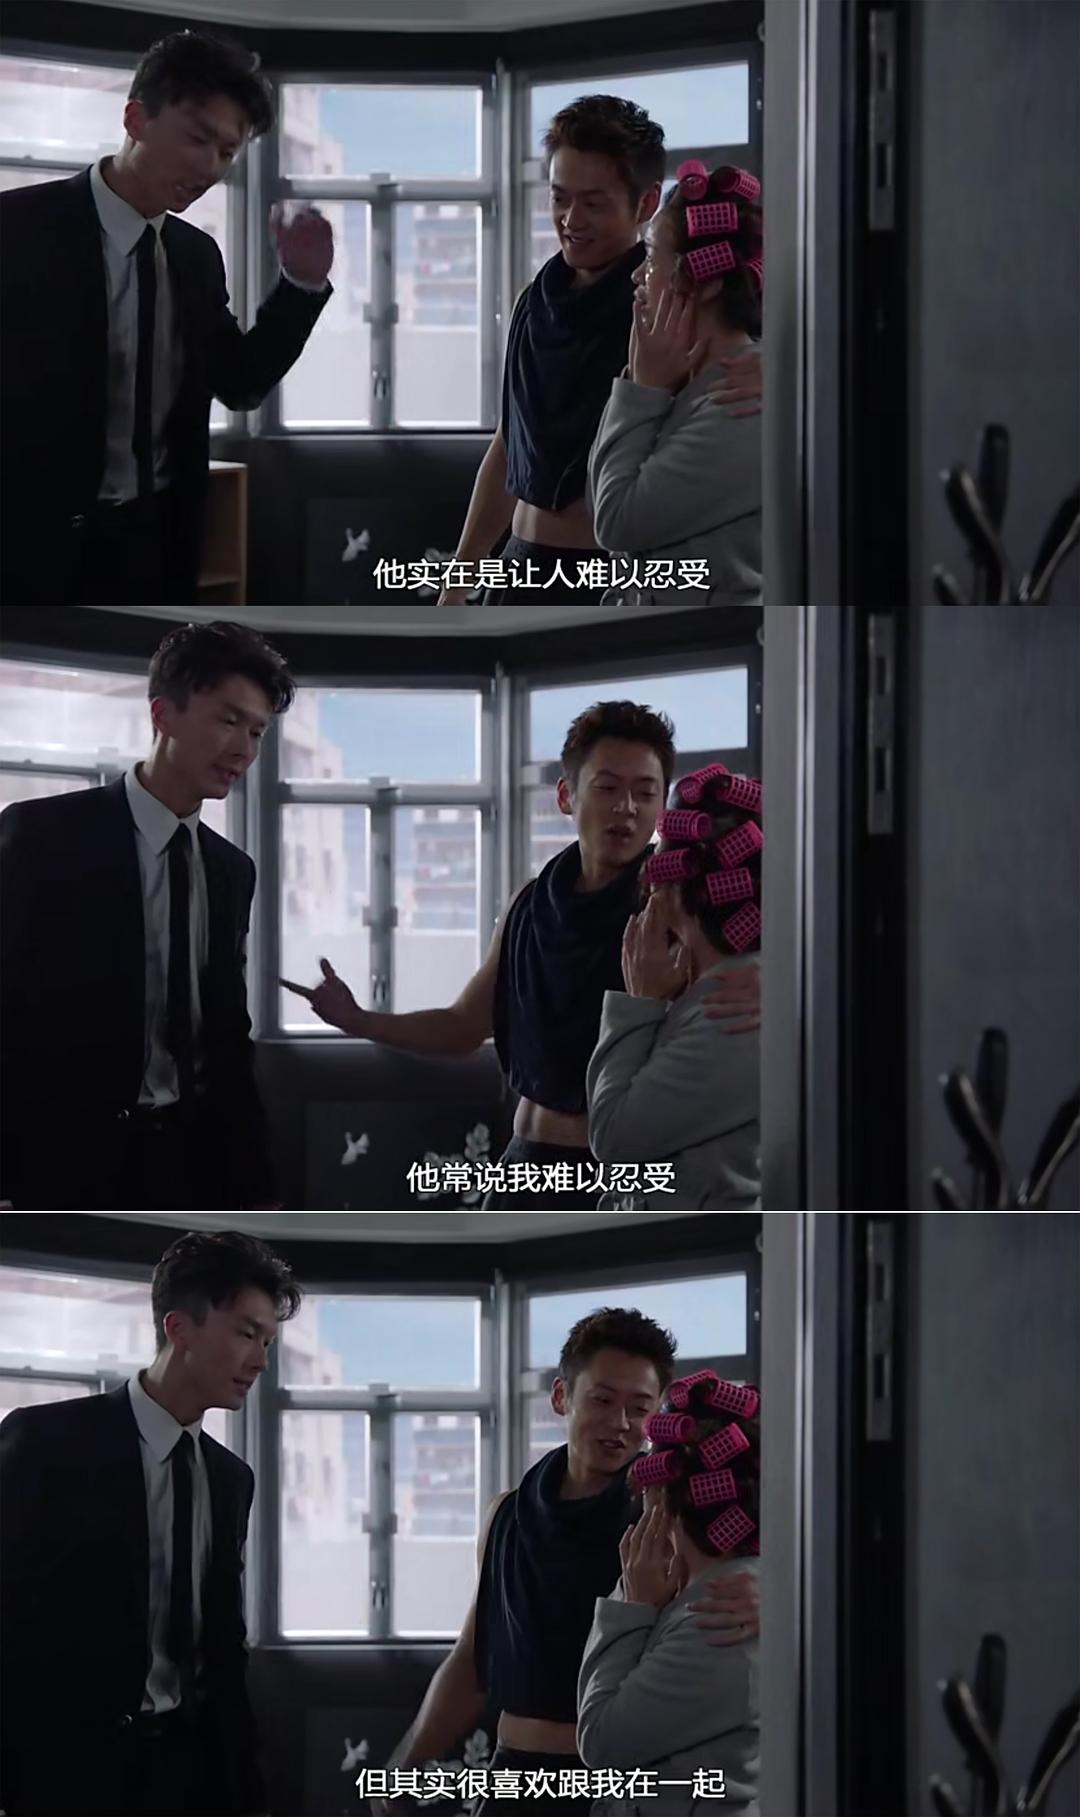 他实在是让人难以忍受
他常说我难以忍受
但其实很喜欢跟我在一起